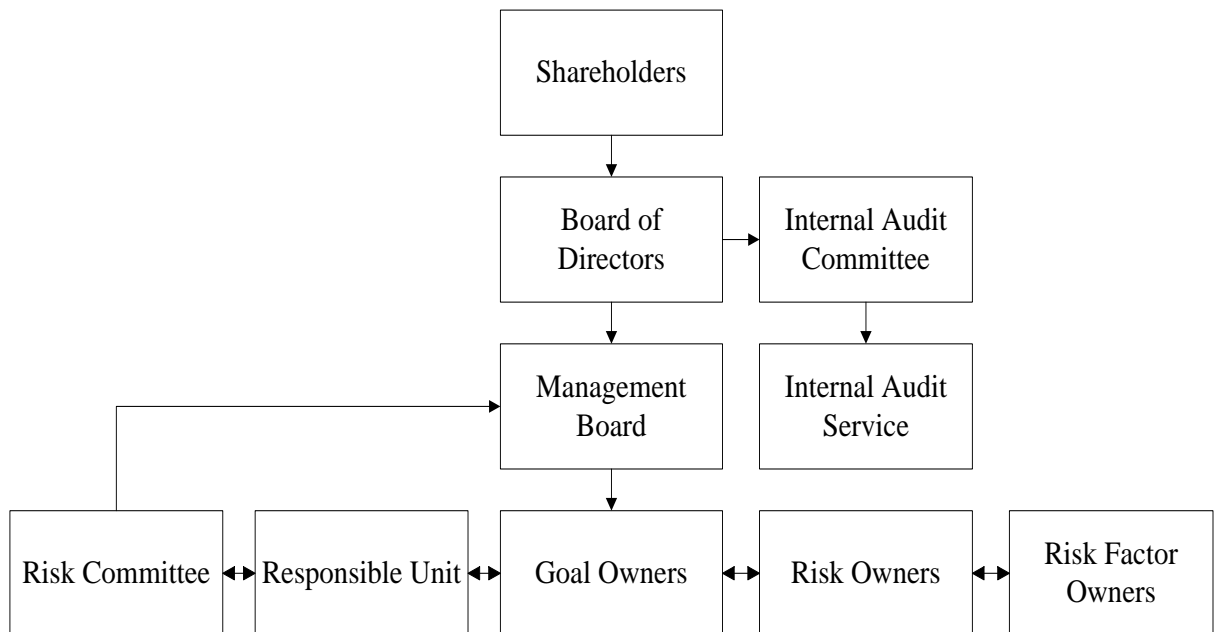 Shareholders
Board of
Directors
Internal Audit
Committee
Management
Board
Internal Audit
Service
Risk Committee
Responsible Unit
Goal Owners
Risk Owners
Risk Factor
Owners